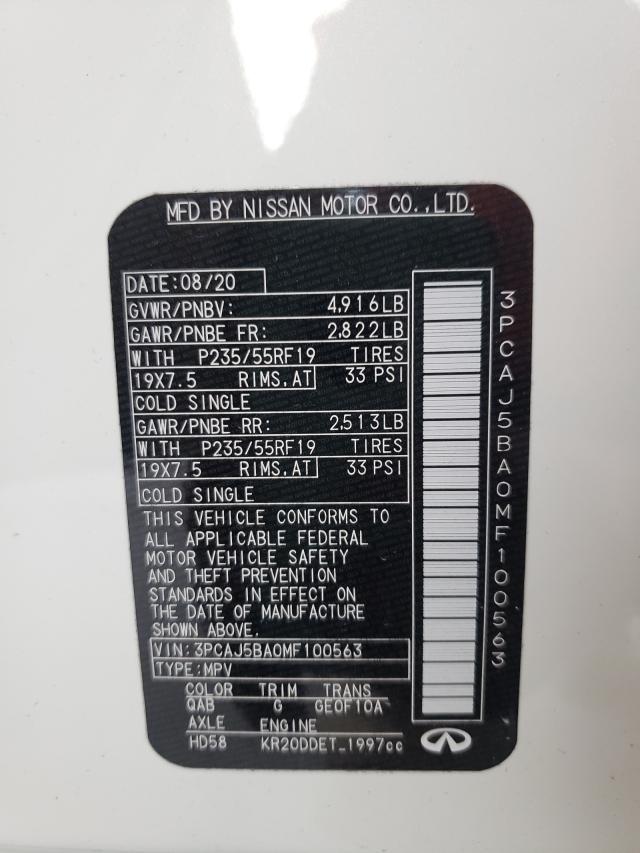 MFD BY NISSAN MOTOR CO.,LTD.
DATE:08/20
GVWR/PNBV: 4,916LB
GAWR/PNBE FR: 2,822LB
WITH P235/55RF19 TIRES
19X7.5 RIMS,AT 33 PSI
COLD SINGLE
GAWR/PNBE RR: 2,513LB
WITH P235/55RF19 TIRES
19X7.5 RIMS,AT 33 PSI
COLD SINGLE
THIS VEHICLE CONFORMS TO
ALL APPLICABLE FEDERAL
MOTOR VEHICLE SAFETY
AND THEFT PREVENTION
STANDARDS IN EFFECT ON
THE DATE OF MANUFACTURE
SHOWN ABOVE.
VIN:3PCAJ5BA0MF100563
TYPE:MPV
COLOR TRIM TRANS
QAB G GE0F10A
AXLE ENGINE
HD58 KR20DDET_1997cc
3PCAJ5BA0MF100563